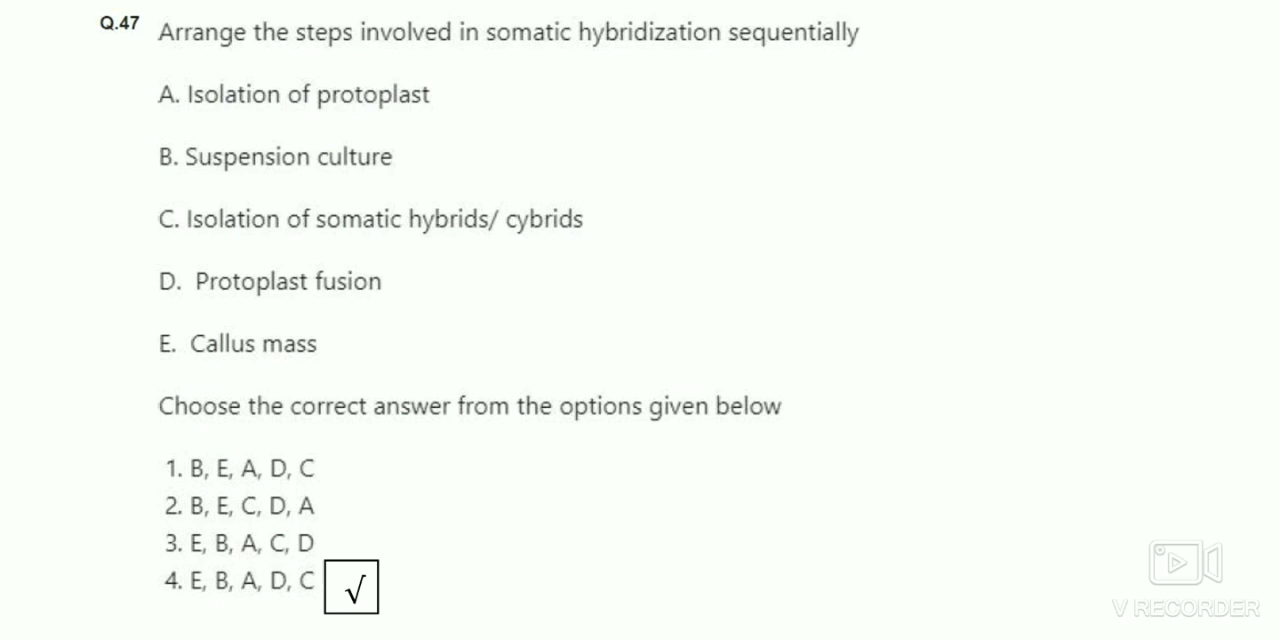 Q.47 Arrange the steps involved in somatic hybridization sequentially
A. Isolation of protoplast
B. Suspension culture
C. Isolation of somatic hybrids/ cybrids
D. Protoplast fusion
E. Callus mass
Choose the correct answer from the options given below
1. B, E, A, D, C
2. B, E, C, D, A
3. E, B, A, C, D
4. E, B, A, D, C √
V RECORDER